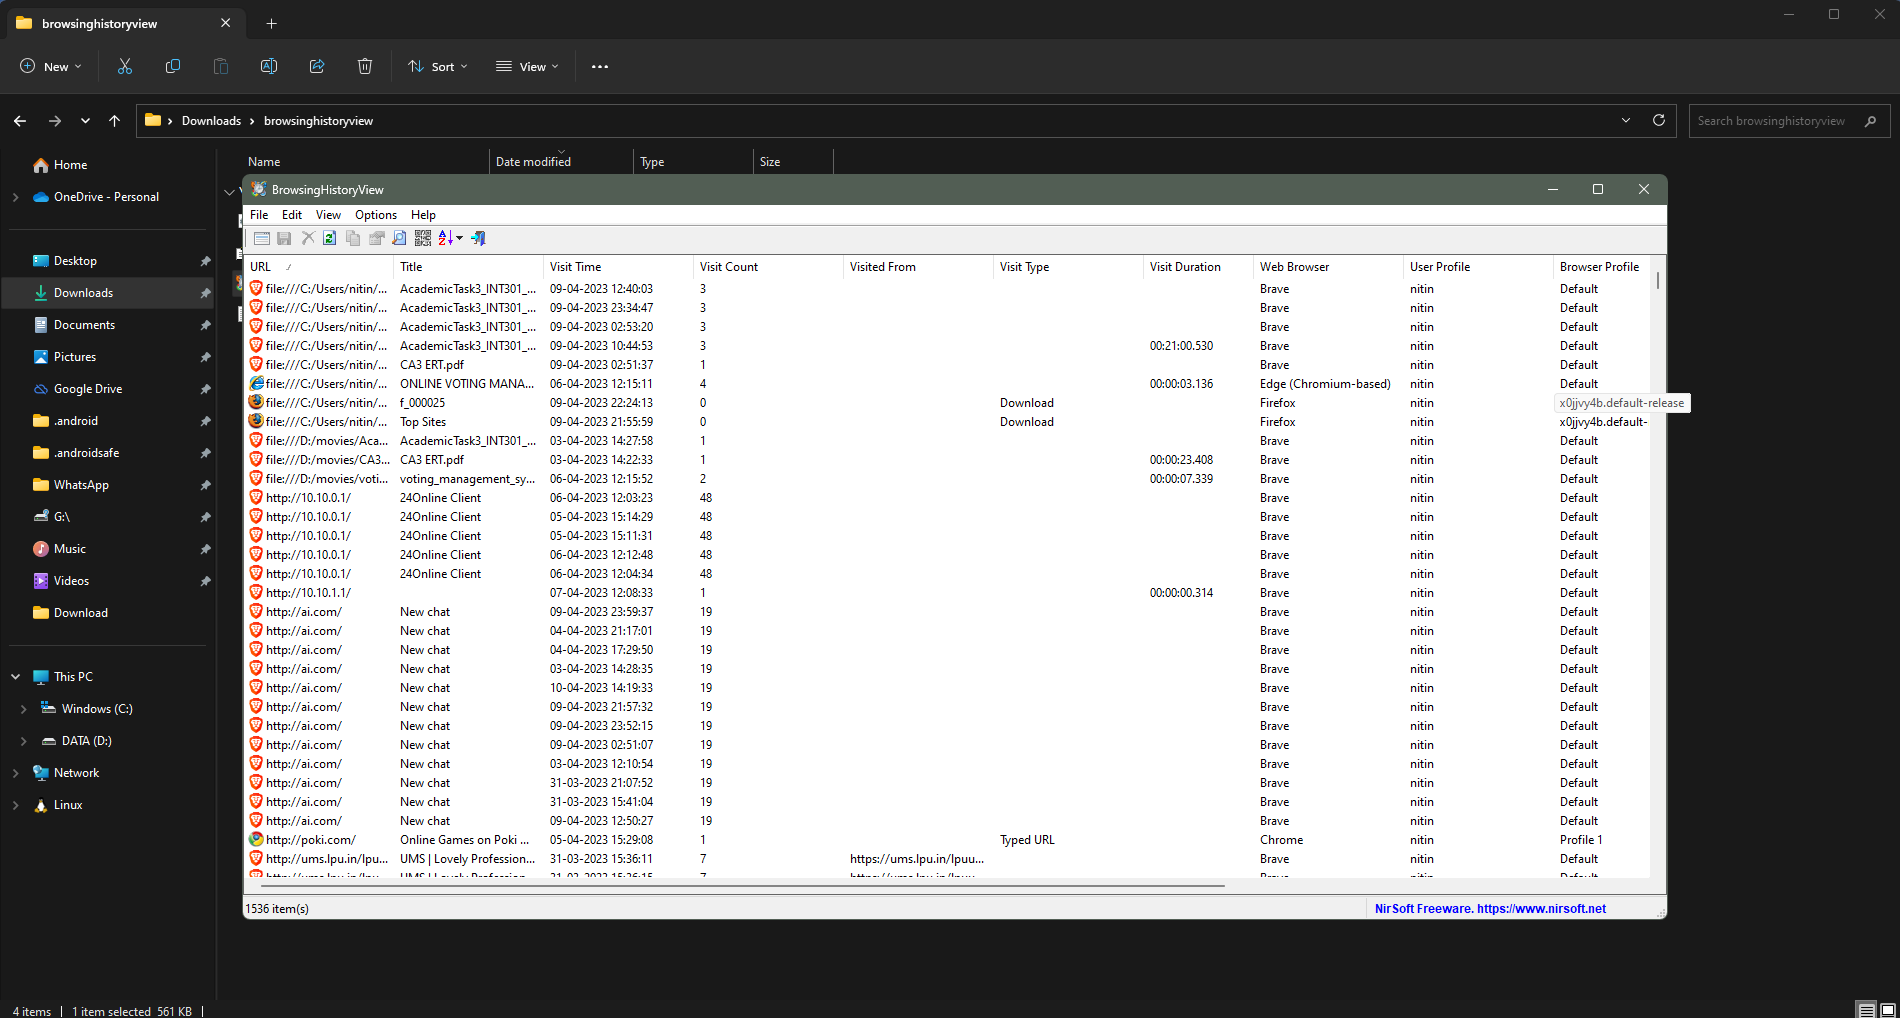 browsinghistoryview
New
Sort
View
Downloads
browsinghistoryview
Search browsinghistoryview
Home
OneDrive - Personal
Desktop
Downloads
Documents
Pictures
Google Drive
.android
.androidsafe
WhatsApp
G:\
Music
Videos
Download
This PC
Windows (C:)
DATA (D:)
Network
Linux
Name Date modified Type Size
BrowsingHistoryView
File Edit View Options Help
URL Title Visit Time Visit Count Visited From Visit Type Visit Duration Web Browser User Profile Browser Profile
file:///C:/Users/nitin/... AcademicTask3_INT301_... 09-04-2023 12:40:03 3 Brave nitin Default
file:///C:/Users/nitin/... AcademicTask3_INT301_... 09-04-2023 23:34:47 3 Brave nitin Default
file:///C:/Users/nitin/... AcademicTask3_INT301_... 09-04-2023 02:53:20 3 Brave nitin Default
file:///C:/Users/nitin/... AcademicTask3_INT301_... 09-04-2023 10:44:53 3 00:21:00.530 Brave nitin Default
file:///C:/Users/nitin/... CA3 ERT.pdf 09-04-2023 02:51:37 1 Brave nitin Default
file:///C:/Users/nitin/... ONLINE VOTING MANA... 06-04-2023 12:15:11 4 00:00:03.136 Edge (Chromium-based) nitin Default
file:///C:/Users/nitin/... f_000025 09-04-2023 22:24:13 0 Download Firefox nitin x0jjvy4b.default-release
file:///C:/Users/nitin/... Top Sites 09-04-2023 21:55:59 0 Download Firefox nitin x0jjvy4b.default-
file:///D:/movies/Aca... AcademicTask3_INT301_... 03-04-2023 14:27:58 1 Brave nitin Default
file:///D:/movies/CA3... CA3 ERT.pdf 03-04-2023 14:22:33 1 00:00:23.408 Brave nitin Default
file:///D:/movies/voti... voting_management_sy... 06-04-2023 12:15:52 2 00:00:07.339 Brave nitin Default
http://10.10.0.1/ 24Online Client 06-04-2023 12:03:23 48 Brave nitin Default
http://10.10.0.1/ 24Online Client 05-04-2023 15:14:29 48 Brave nitin Default
http://10.10.0.1/ 24Online Client 05-04-2023 15:11:31 48 Brave nitin Default
http://10.10.0.1/ 24Online Client 06-04-2023 12:12:48 48 Brave nitin Default
http://10.10.0.1/ 24Online Client 06-04-2023 12:04:34 48 Brave nitin Default
http://10.10.1.1/ 07-04-2023 12:08:33 1 00:00:00.314 Brave nitin Default
http://ai.com/ New chat 09-04-2023 23:59:37 19 Brave nitin Default
http://ai.com/ New chat 04-04-2023 21:17:01 19 Brave nitin Default
http://ai.com/ New chat 04-04-2023 17:29:50 19 Brave nitin Default
http://ai.com/ New chat 03-04-2023 14:28:35 19 Brave nitin Default
http://ai.com/ New chat 10-04-2023 14:19:33 19 Brave nitin Default
http://ai.com/ New chat 09-04-2023 21:57:32 19 Brave nitin Default
http://ai.com/ New chat 09-04-2023 23:52:15 19 Brave nitin Default
http://ai.com/ New chat 09-04-2023 02:51:07 19 Brave nitin Default
http://ai.com/ New chat 03-04-2023 12:10:54 19 Brave nitin Default
http://ai.com/ New chat 31-03-2023 21:07:52 19 Brave nitin Default
http://ai.com/ New chat 31-03-2023 15:41:04 19 Brave nitin Default
http://ai.com/ New chat 09-04-2023 12:50:27 19 Brave nitin Default
http://poki.com/ Online Games on Poki ... 05-04-2023 15:29:08 1 Typed URL Chrome nitin Profile 1
http://ums.lpu.in/lpu... UMS | Lovely Profession... 31-03-2023 15:36:11 7 https://ums.lpu.in/lpuu... Brave nitin Default
1536 item(s)
NirSoft Freeware. https://www.nirsoft.net
4 items 1 item selected 561 KB